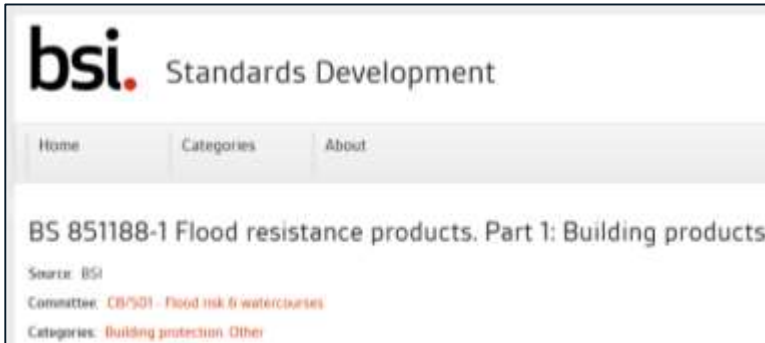 bsi. Standards Development
Home Categories About
BS 851188-1 Flood resistance products. Part 1: Building products
Source: BSI
Committee: CB/501 - Flood risk & watercourses
Categories: Building protection. Other